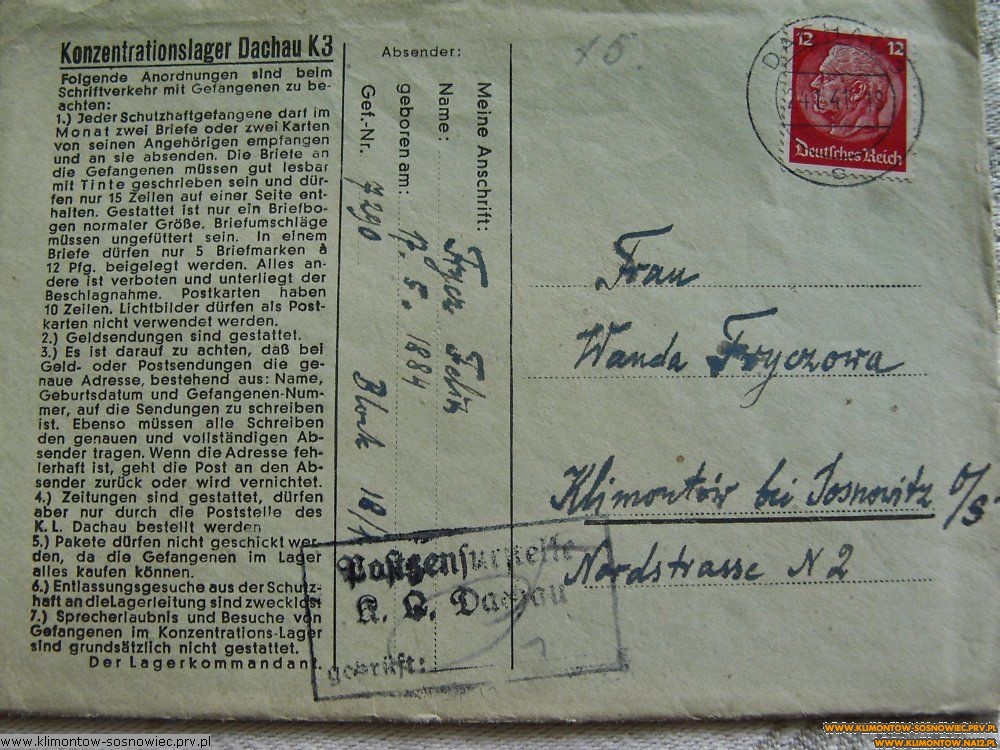 Konzentrationslager Dachau K3
Folgende Anordnungen sind beim
Schriftverkehr mit Gefangenen zu be-
achten:
1.) Jeder Schutzhaftgefangene darf im
Monat zwei Briefe oder zwei Karten
von seinen Angehörigen empfangen
und an sie absenden. Die Briefe an
die Gefangenen müssen gut lesbar
mit Tinte geschrieben sein und dür-
fen nur 15 Zeilen auf einer Seite ent-
halten. Gestattet ist nur ein Briefbo-
gen normaler Größe. Briefumschläge
müssen ungefüttert sein. In einem
Briefe dürfen nur 5 Briefmarken à
12 Pfg. beigelegt werden. Alles an-
dere ist verboten und unterliegt der
Beschlagnahme. Postkarten haben
10 Zeilen. Lichtbilder dürfen als Post-
karten nicht verwendet werden.
2.) Geldsendungen sind gestattet.
3.) Es ist darauf zu achten, daß bei
Geld- oder Postsendungen die ge-
naue Adresse, bestehend aus: Name,
Geburtsdatum und Gefangenen-Num-
mer, auf die Sendungen zu schreiben
ist. Ebenso müssen alle Schreiben
den genauen und vollständigen Ab-
sender tragen. Wenn die Adresse feh-
lerhaft ist, geht die Post an den Ab-
sender zurück oder wird vernichtet.
4.) Zeitungen sind gestattet, dürfen
aber nur durch die Poststelle des
K. L. Dachau bestellt werden
5.) Pakete dürfen nicht geschickt wer-
den, da die Gefangenen im Lager
alles kaufen können.
6.) Entlassungsgesuche aus der Schutz-
haft an die Lagerleitung sind zwecklos
7.) Sprecherlaubnis und Besuche von
Gefangenen im Konzentrations-Lager
sind grundsätzlich nicht gestattet.
Der Lagerkommandant.
Absender:
Meine Anschrift:
Name: Frycz Felix
geboren am: 17. 5. 1884
Gef.-Nr. 7290 Block 18/1
x5.
12 12
Deutsches Reich
Frau
Wanda Fryczowa
Klimontów bei Sosnowitz O/S
Nordstrasse N 2
Postzensurstelle
K. L. Dachau
geprüft: 1
www.klimontow-sosnowiec.prv.pl
WWW.KLIMONTOW-SOSNOWIEC.PRV.PL
WWW.KLIMONTOW.NA12.PL